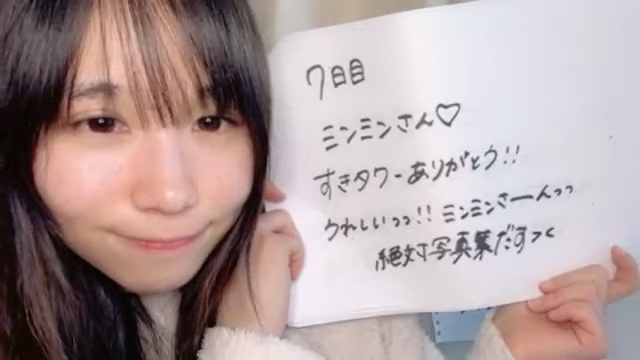 7日目
ミンミンさん♡
すきタワーありがとう!!
うれしいっっ!! ミンミンさーんっっ
絶対写真集だすつく